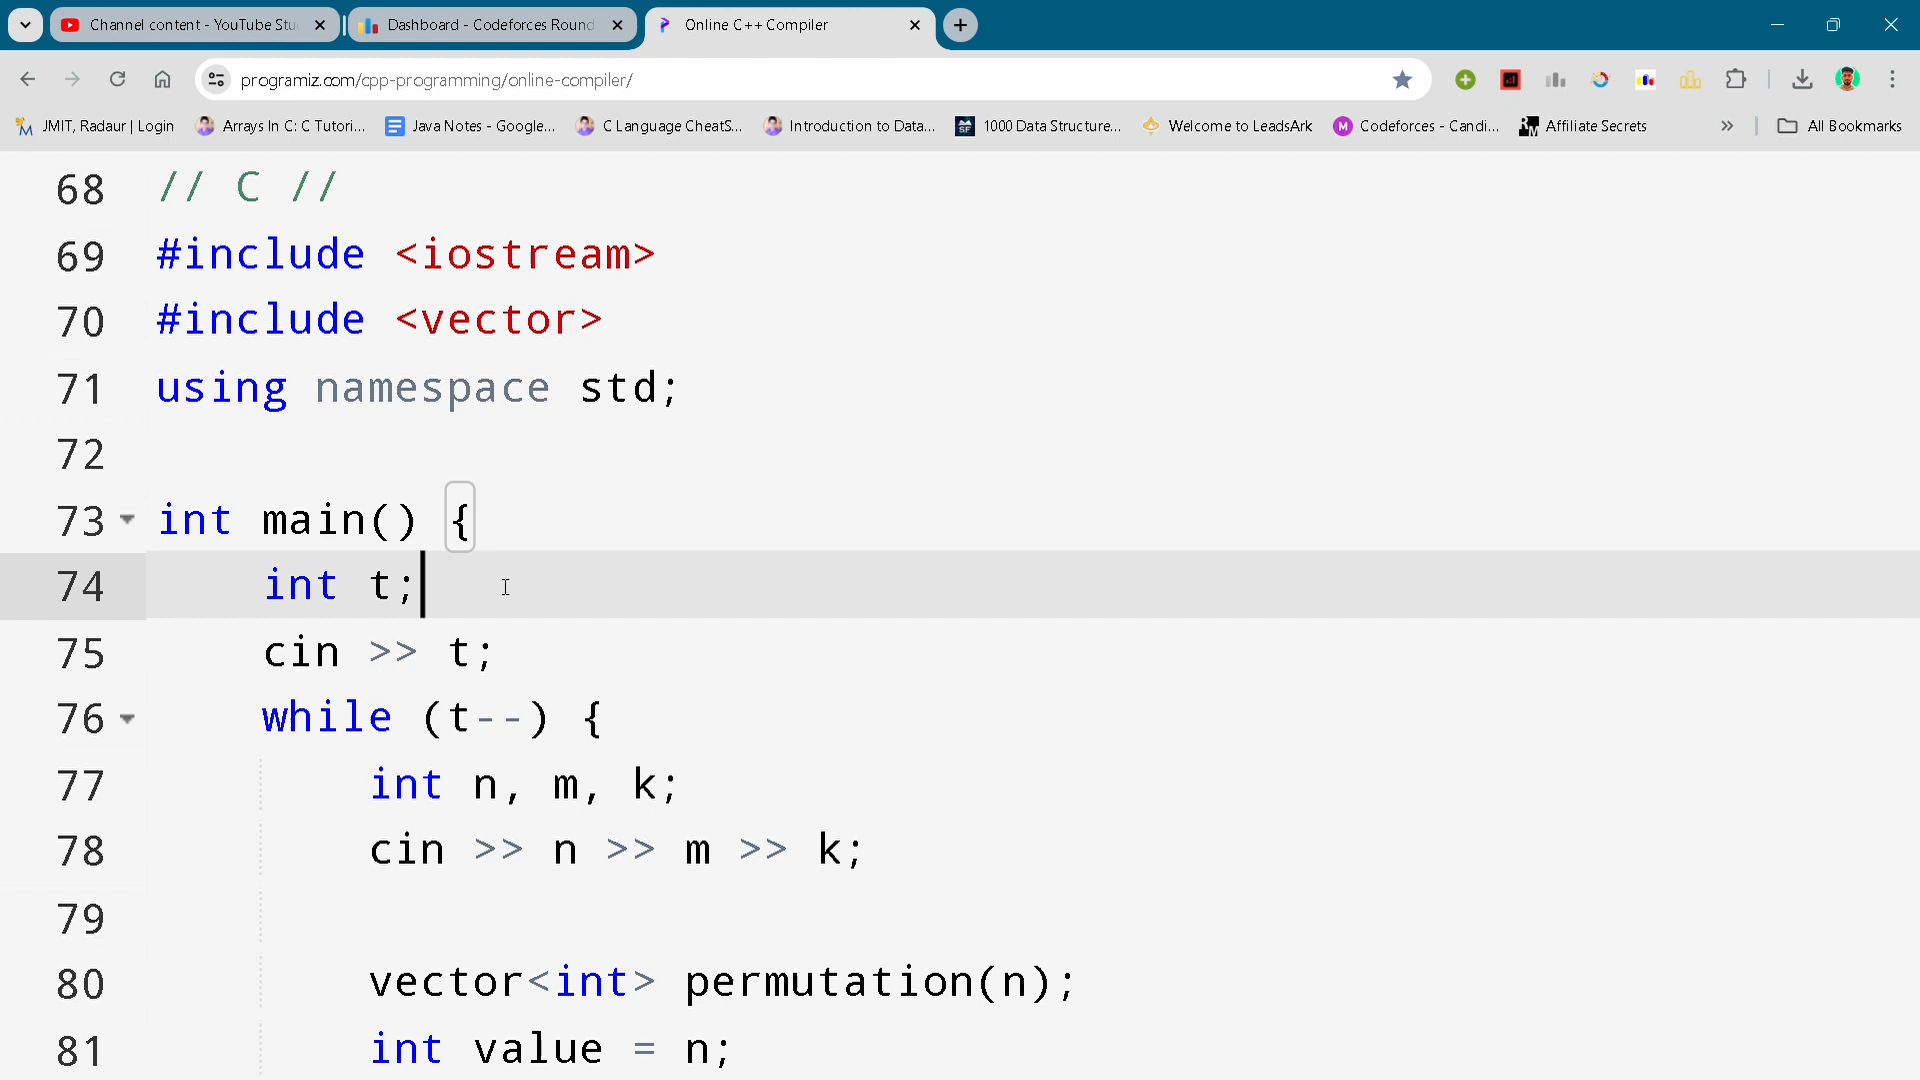 Channel content - YouTube Stu
Dashboard - Codeforces Round
Online C++ Compiler
programiz.com/cpp-programming/online-compiler/
JMIT, Radaur | Login
Arrays In C: C Tutori...
Java Notes - Google...
C Language CheatS...
Introduction to Data...
1000 Data Structure...
Welcome to LeadsArk
Codeforces - Candi...
Affiliate Secrets
All Bookmarks
68 // C //
69 #include <iostream>
70 #include <vector>
71 using namespace std;
72
73 int main() {
74 int t;
75 cin >> t;
76 while (t--) {
77 int n, m, k;
78 cin >> n >> m >> k;
79
80 vector<int> permutation(n);
81 int value = n;